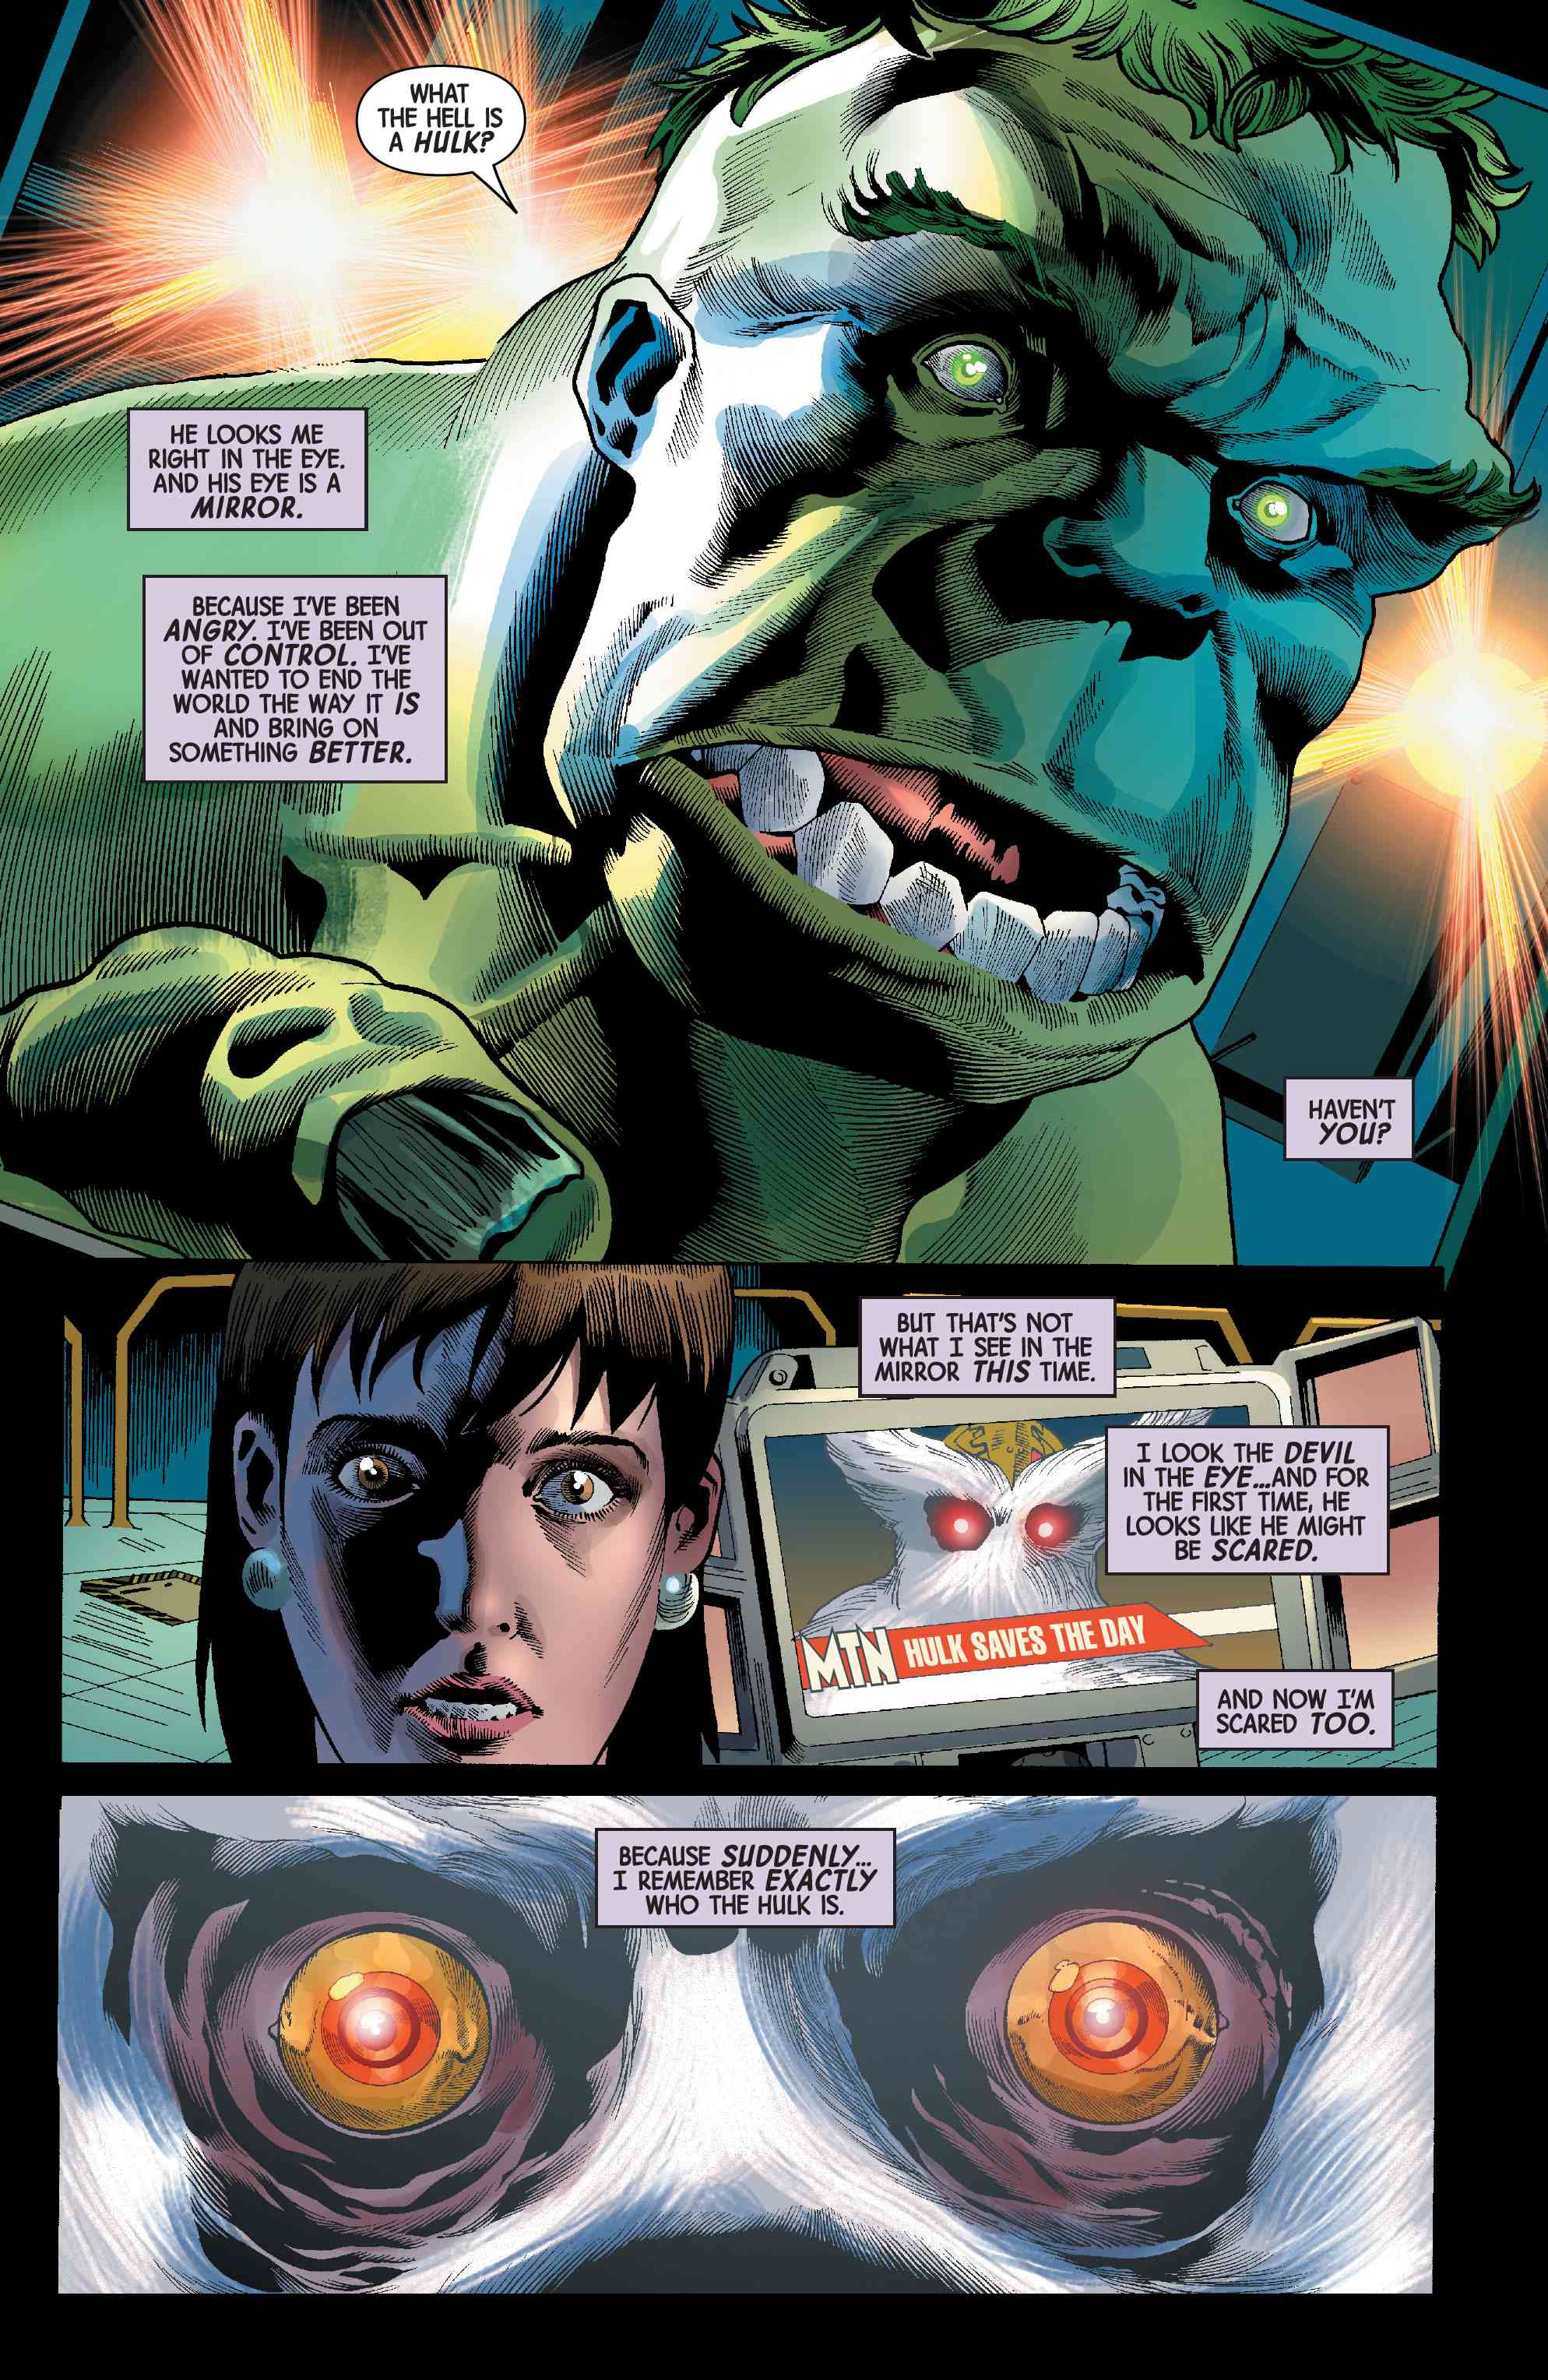 WHAT
THE HELL IS
A HULK?
HE LOOKS ME
RIGHT IN THE EYE.
AND HIS EYE IS A
MIRROR.
BECAUSE I'VE BEEN
ANGRY. I'VE BEEN OUT
OF CONTROL. I'VE
WANTED TO END THE
WORLD THE WAY IT IS
AND BRING ON
SOMETHING BETTER.
HAVEN'T
YOU?
BUT THAT'S NOT
WHAT I SEE IN THE
MIRROR THIS TIME.
I LOOK THE DEVIL
IN THE EYE...AND FOR
THE FIRST TIME, HE
LOOKS LIKE HE MIGHT
BE SCARED.
MTN HULK SAVES THE DAY
AND NOW I'M
SCARED TOO.
BECAUSE SUDDENLY...
I REMEMBER EXACTLY
WHO THE HULK IS.